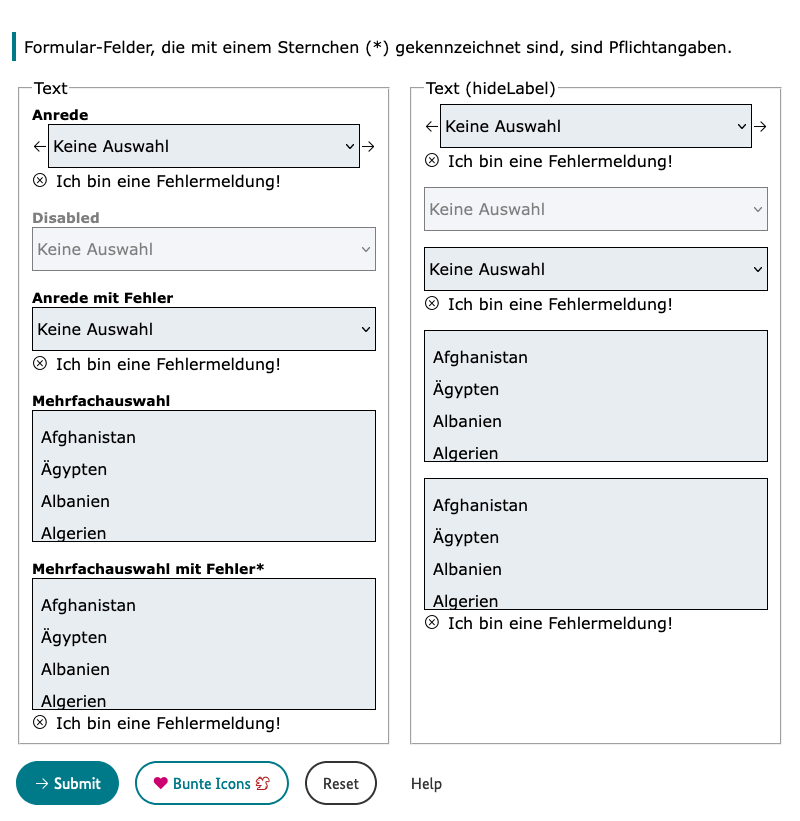 Formular-Felder, die mit einem Sternchen (*) gekennzeichnet sind, sind Pflichtangaben.
Text
Anrede
← Keine Auswahl →
Ich bin eine Fehlermeldung!
Disabled
Keine Auswahl
Anrede mit Fehler
Keine Auswahl
Ich bin eine Fehlermeldung!
Mehrfachauswahl
Afghanistan
Ägypten
Albanien
Algerien
Mehrfachauswahl mit Fehler*
Afghanistan
Ägypten
Albanien
Algerien
Ich bin eine Fehlermeldung!
Text (hideLabel)
← Keine Auswahl →
Ich bin eine Fehlermeldung!
Keine Auswahl
Keine Auswahl
Ich bin eine Fehlermeldung!
Afghanistan
Ägypten
Albanien
Algerien
Afghanistan
Ägypten
Albanien
Algerien
Ich bin eine Fehlermeldung!
→ Submit
Bunte Icons
Reset
Help